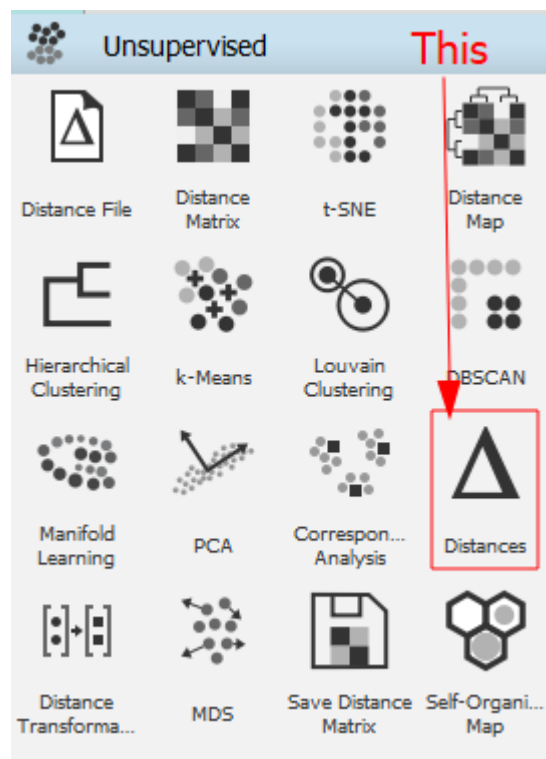 Unsupervised
This
Distance File
Distance
Matrix
t-SNE
Distance
Map
Hierarchical
Clustering
k-Means
Louvain
Clustering
DBSCAN
Manifold
Learning
PCA
Correspon...
Analysis
Distances
Distance
Transforma...
MDS
Save Distance
Matrix
Self-Organi...
Map